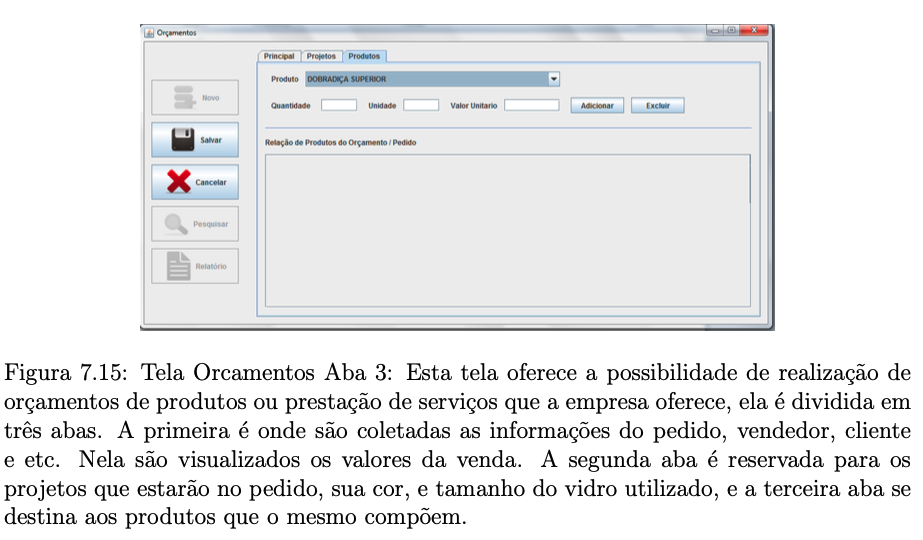 Orçamentos
Principal Projetos Produtos
Produto DOBRADIÇA SUPERIOR
Quantidade Unidade Valor Unitario Adicionar Excluir
Relação de Produtos do Orçamento / Pedido
Novo
Salvar
Cancelar
Pesquisar
Relatório
Figura 7.15: Tela Orcamentos Aba 3: Esta tela oferece a possibilidade de realização de
orçamentos de produtos ou prestação de serviços que a empresa oferece, ela é dividida em
três abas. A primeira é onde são coletadas as informações do pedido, vendedor, cliente
e etc. Nela são visualizados os valores da venda. A segunda aba é reservada para os
projetos que estarão no pedido, sua cor, e tamanho do vidro utilizado, e a terceira aba se
destina aos produtos que o mesmo compõem.